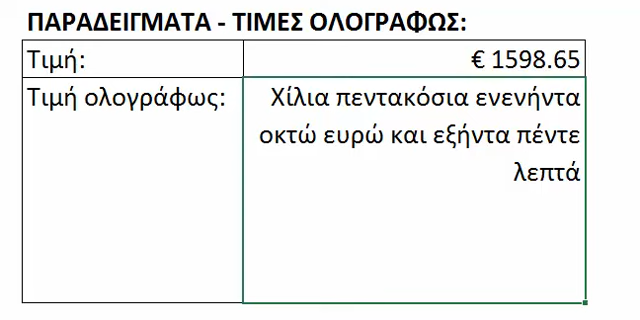 ΠΑΡΑΔΕΙΓΜΑΤΑ - ΤΙΜΕΣ ΟΛΟΓΡΑΦΩΣ:
Τιμή: € 1598.65
Τιμή ολογράφως: Χίλια πεντακόσια ενενήντα
οκτώ ευρώ και εξήντα πέντε
λεπτά